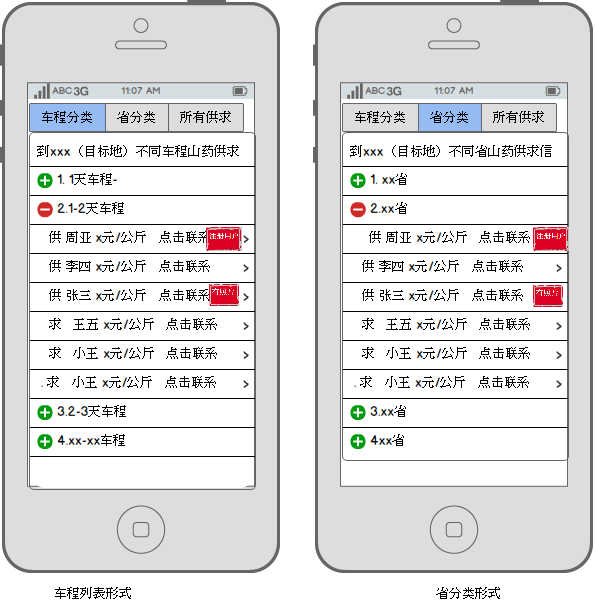 ABC 3G 11:07 AM
车程分类 省分类 所有供求
到xxx（目标地）不同车程山药供求
1. 1天车程-
2.1-2天车程
供 周亚 x元/公斤 点击联系 注册用户
供 李四 x元/公斤 点击联系
供 张三 x元/公斤 点击联系
求 王五 x元/公斤 点击联系
求 小王 x元/公斤 点击联系
. 求 小王 x元/公斤 点击联系
3.2-3天车程
4.xx-xx车程
车程列表形式
ABC 3G 11:07 AM
车程分类 省分类 所有供求
到xxx（目标地）不同省山药供求信
1. xx省
2.xx省
供 周亚 x元/公斤 点击联系 注册用户
供 李四 x元/公斤 点击联系
供 张三 x元/公斤 点击联系
求 王五 x元/公斤 点击联系
求 小王 x元/公斤 点击联系
. 求 小王 x元/公斤 点击联系
3.xx省
4xx省
省分类形式